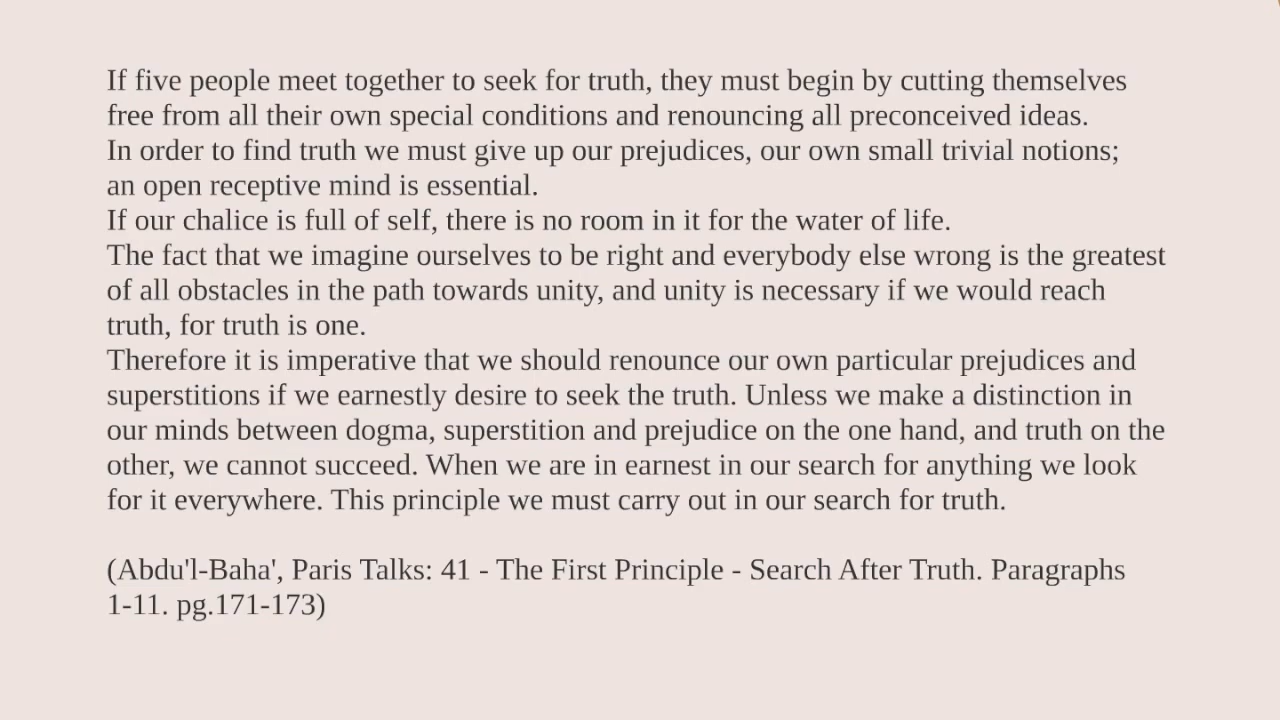 If five people meet together to seek for truth, they must begin by cutting themselves
free from all their own special conditions and renouncing all preconceived ideas.
In order to find truth we must give up our prejudices, our own small trivial notions;
an open receptive mind is essential.
If our chalice is full of self, there is no room in it for the water of life.
The fact that we imagine ourselves to be right and everybody else wrong is the greatest
of all obstacles in the path towards unity, and unity is necessary if we would reach
truth, for truth is one.
Therefore it is imperative that we should renounce our own particular prejudices and
superstitions if we earnestly desire to seek the truth. Unless we make a distinction in
our minds between dogma, superstition and prejudice on the one hand, and truth on the
other, we cannot succeed. When we are in earnest in our search for anything we look
for it everywhere. This principle we must carry out in our search for truth.
(Abdu'l-Baha', Paris Talks: 41 - The First Principle - Search After Truth. Paragraphs
1-11. pg.171-173)